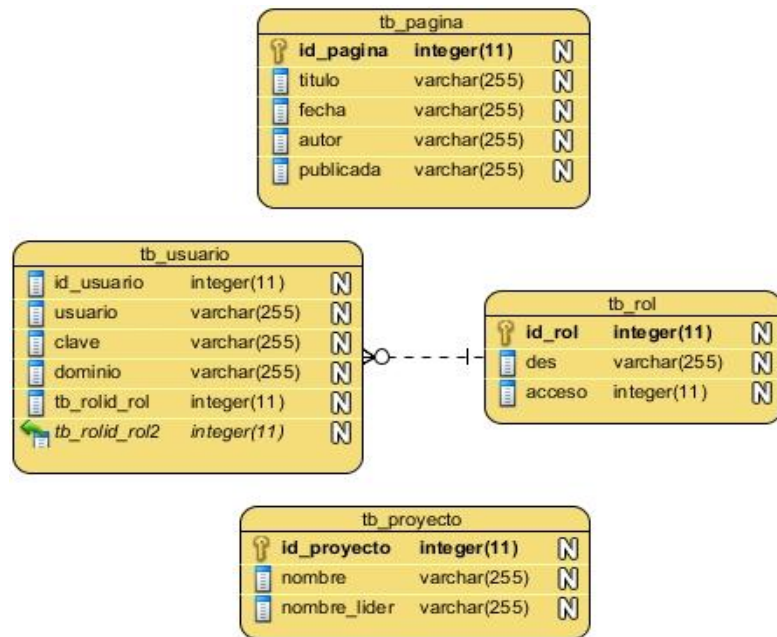 tb_pagina
id_pagina integer(11) N
titulo varchar(255) N
fecha varchar(255) N
autor varchar(255) N
publicada varchar(255) N
tb_usuario
id_usuario integer(11) N
usuario varchar(255) N
clave varchar(255) N
dominio varchar(255) N
tb_rolid_rol integer(11) N
tb_rolid_rol2 integer(11) N
tb_rol
id_rol integer(11) N
des varchar(255) N
acceso integer(11) N
tb_proyecto
id_proyecto integer(11) N
nombre varchar(255) N
nombre_lider varchar(255) N